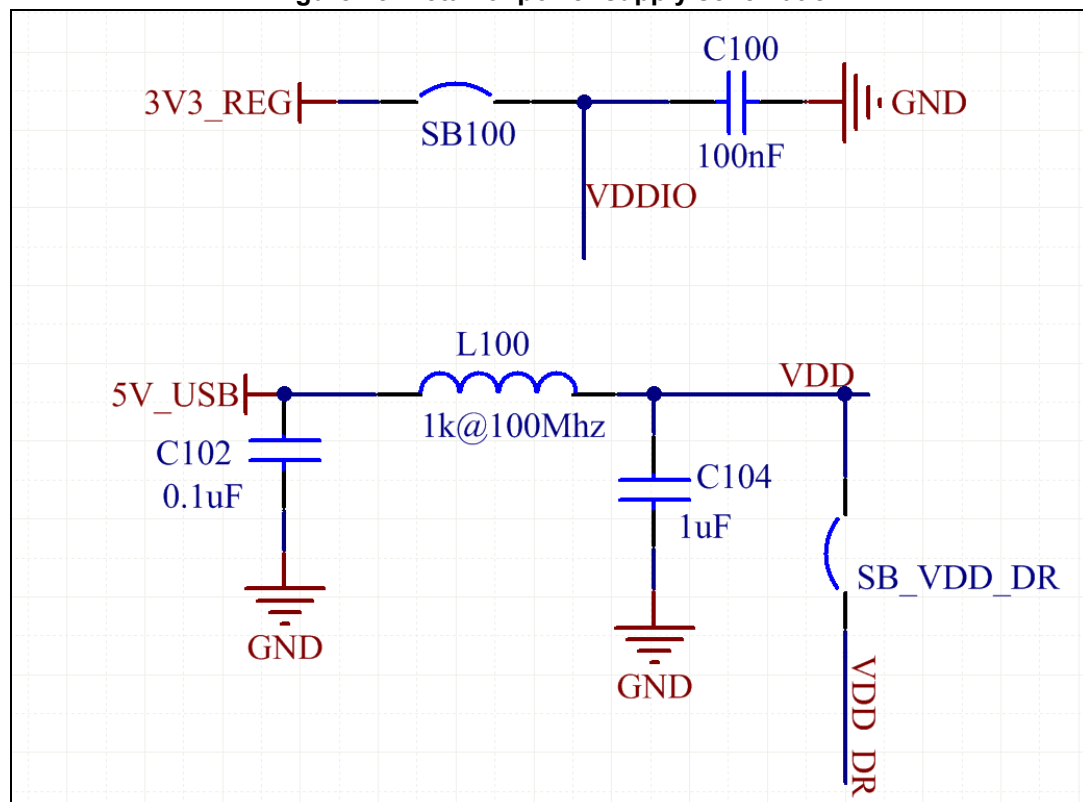 C100
3V3_REG
GND
SB100
100nF
VDDIO
L100
VDD
5V_USB
1k@100Mhz
C102
0.1uF
C104
1uF
SB_VDD_DR
GND
GND
VDD_DR